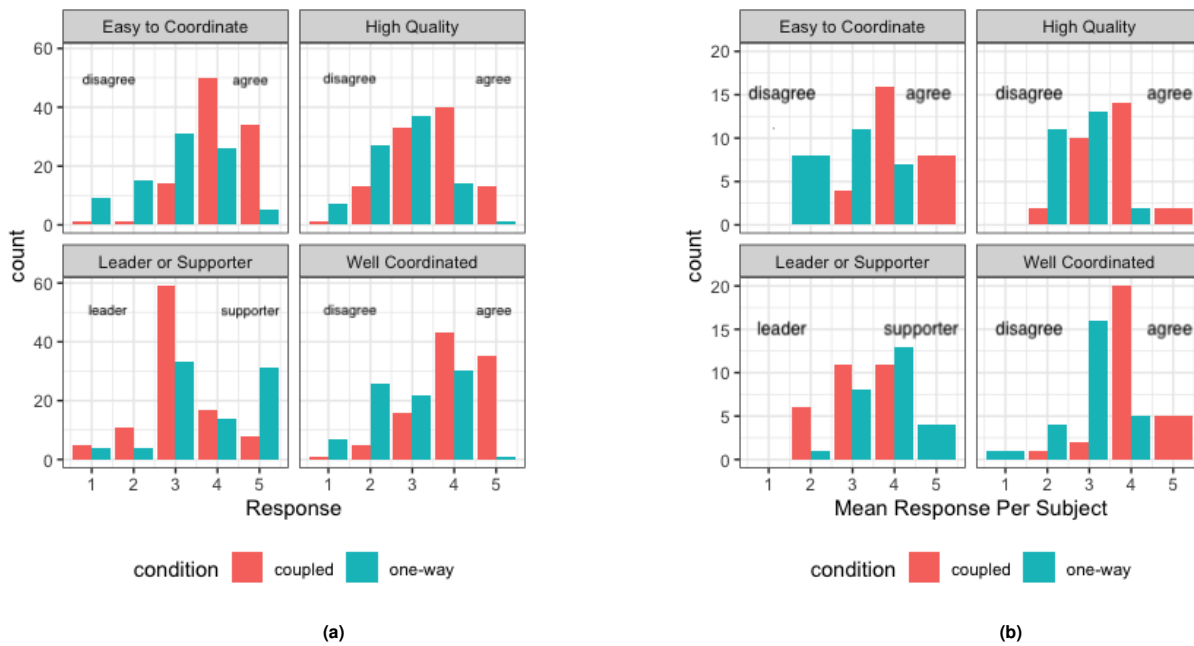 Easy to Coordinate High Quality
60
disagree agree disagree agree
40
20
0
count
Leader or Supporter Well Coordinated
60
leader supporter disagree agree
40
20
0
1 2 3 4 5 1 2 3 4 5
Response
condition coupled one-way
(a)
Easy to Coordinate High Quality
20
15
disagree agree disagree agree
10
5
0
count
Leader or Supporter Well Coordinated
20
15
leader supporter disagree agree
10
5
0
1 2 3 4 5 1 2 3 4 5
Mean Response Per Subject
condition coupled one-way
(b)